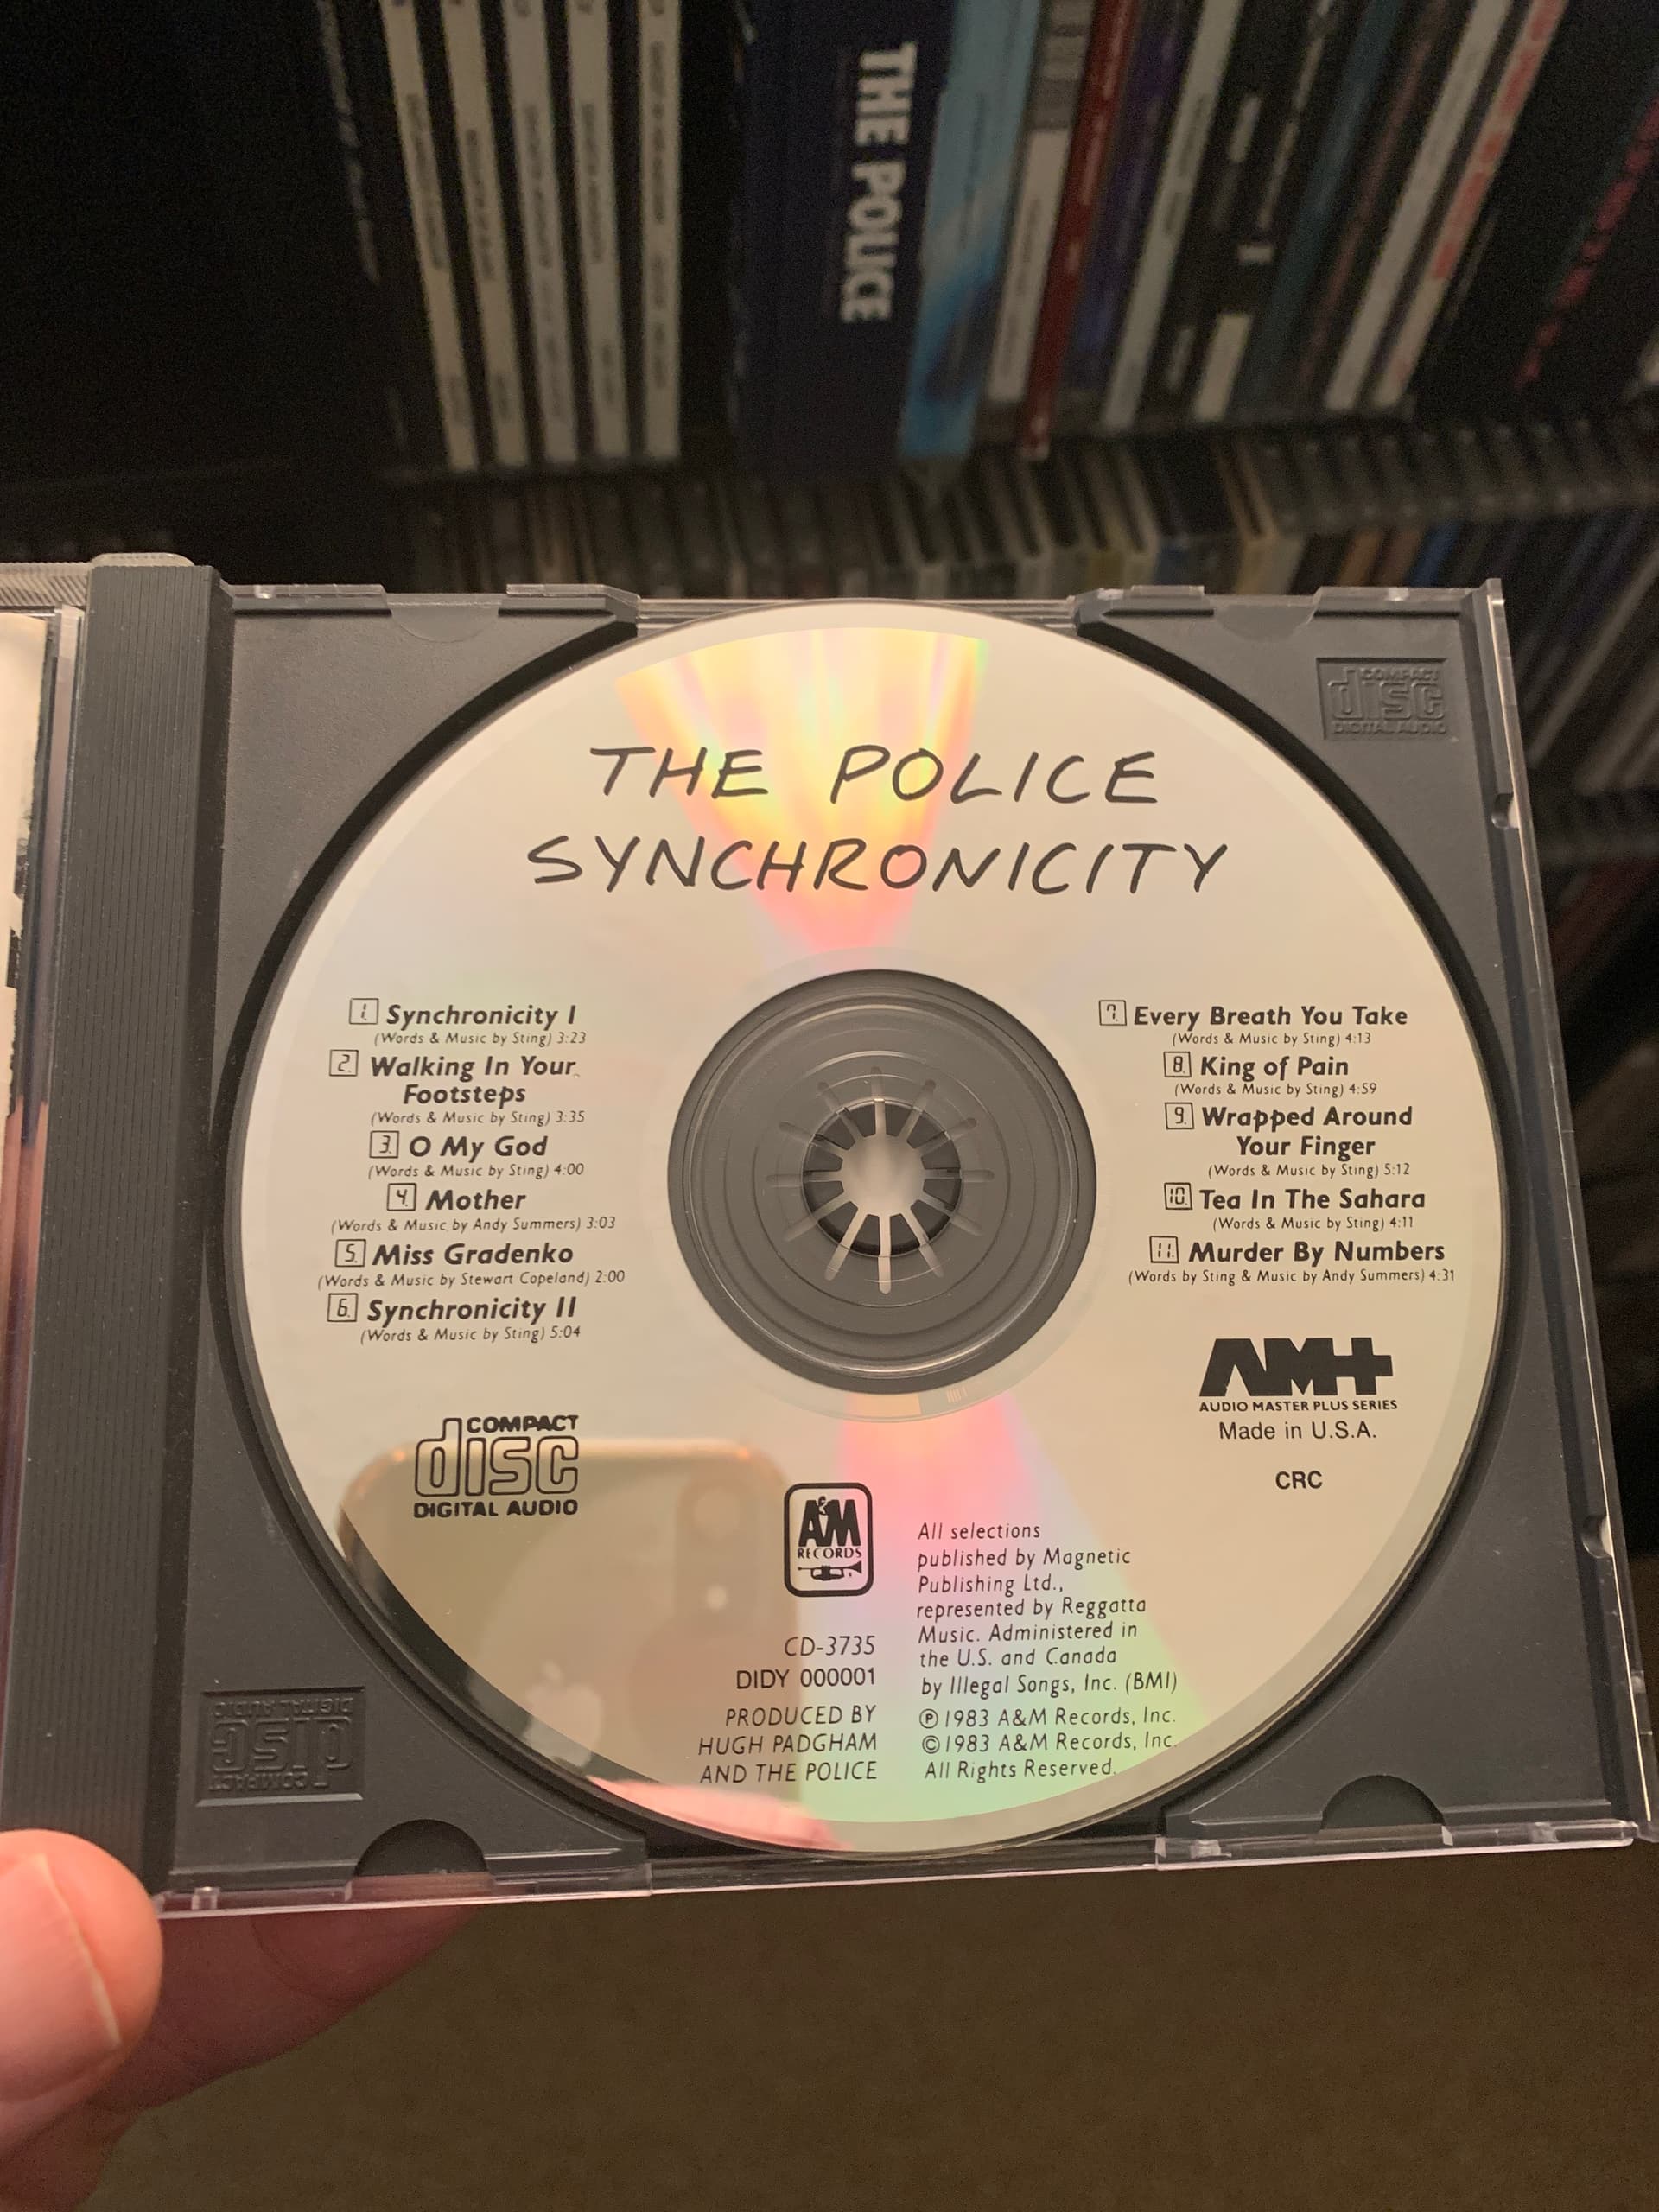 THE POLICE
COMPACT
disc
DIGITAL AUDIO
THE POLICE
SYNCHRONICITY
1. Synchronicity I
(Words & Music by Sting) 3:23
2. Walking In Your
Footsteps
(Words & Music by Sting) 3:35
3. O My God
(Words & Music by Sting) 4:00
4. Mother
(Words & Music by Andy Summers) 3:03
5. Miss Gradenko
(Words & Music by Stewart Copeland) 2:00
6. Synchronicity II
(Words & Music by Sting) 5:04
7. Every Breath You Take
(Words & Music by Sting) 4:13
8. King of Pain
(Words & Music by Sting) 4:59
9. Wrapped Around
Your Finger
(Words & Music by Sting) 5:12
10. Tea In The Sahara
(Words & Music by Sting) 4:11
11. Murder By Numbers
(Words by Sting & Music by Andy Summers) 4:31
AM+
AUDIO MASTER PLUS SERIES
Made in U.S.A.
CRC
COMPACT
disc
DIGITAL AUDIO
A&M
RECORDS
CD-3735
DIDY 000001
PRODUCED BY
HUGH PADGHAM
AND THE POLICE
All selections
published by Magnetic
Publishing Ltd.,
represented by Reggatta
Music. Administered in
the U.S. and Canada
by Illegal Songs, Inc. (BMI)
℗ 1983 A&M Records, Inc.
© 1983 A&M Records, Inc.
All Rights Reserved.
COMPACT
disc
DIGITAL AUDIO